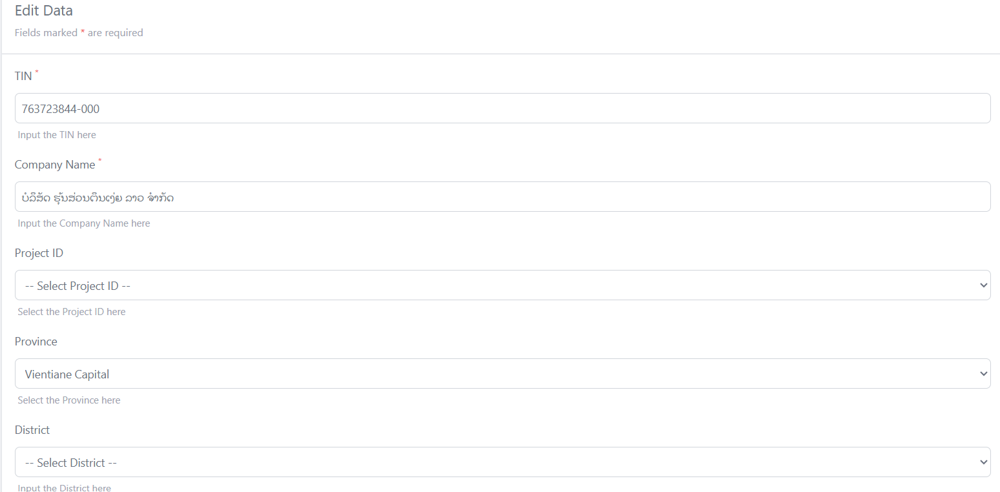 Edit Data
Fields marked * are required
TIN *
763723844-000
Input the TIN here
Company Name *
ບໍລິສັດ ຮຸ້ນສ່ວນຕິນເງ່ຍ ລາວ ຈຳກັດ
Input the Company Name here
Project ID
-- Select Project ID --
Select the Project ID here
Province
Vientiane Capital
Select the Province here
District
-- Select District --
Input the District here